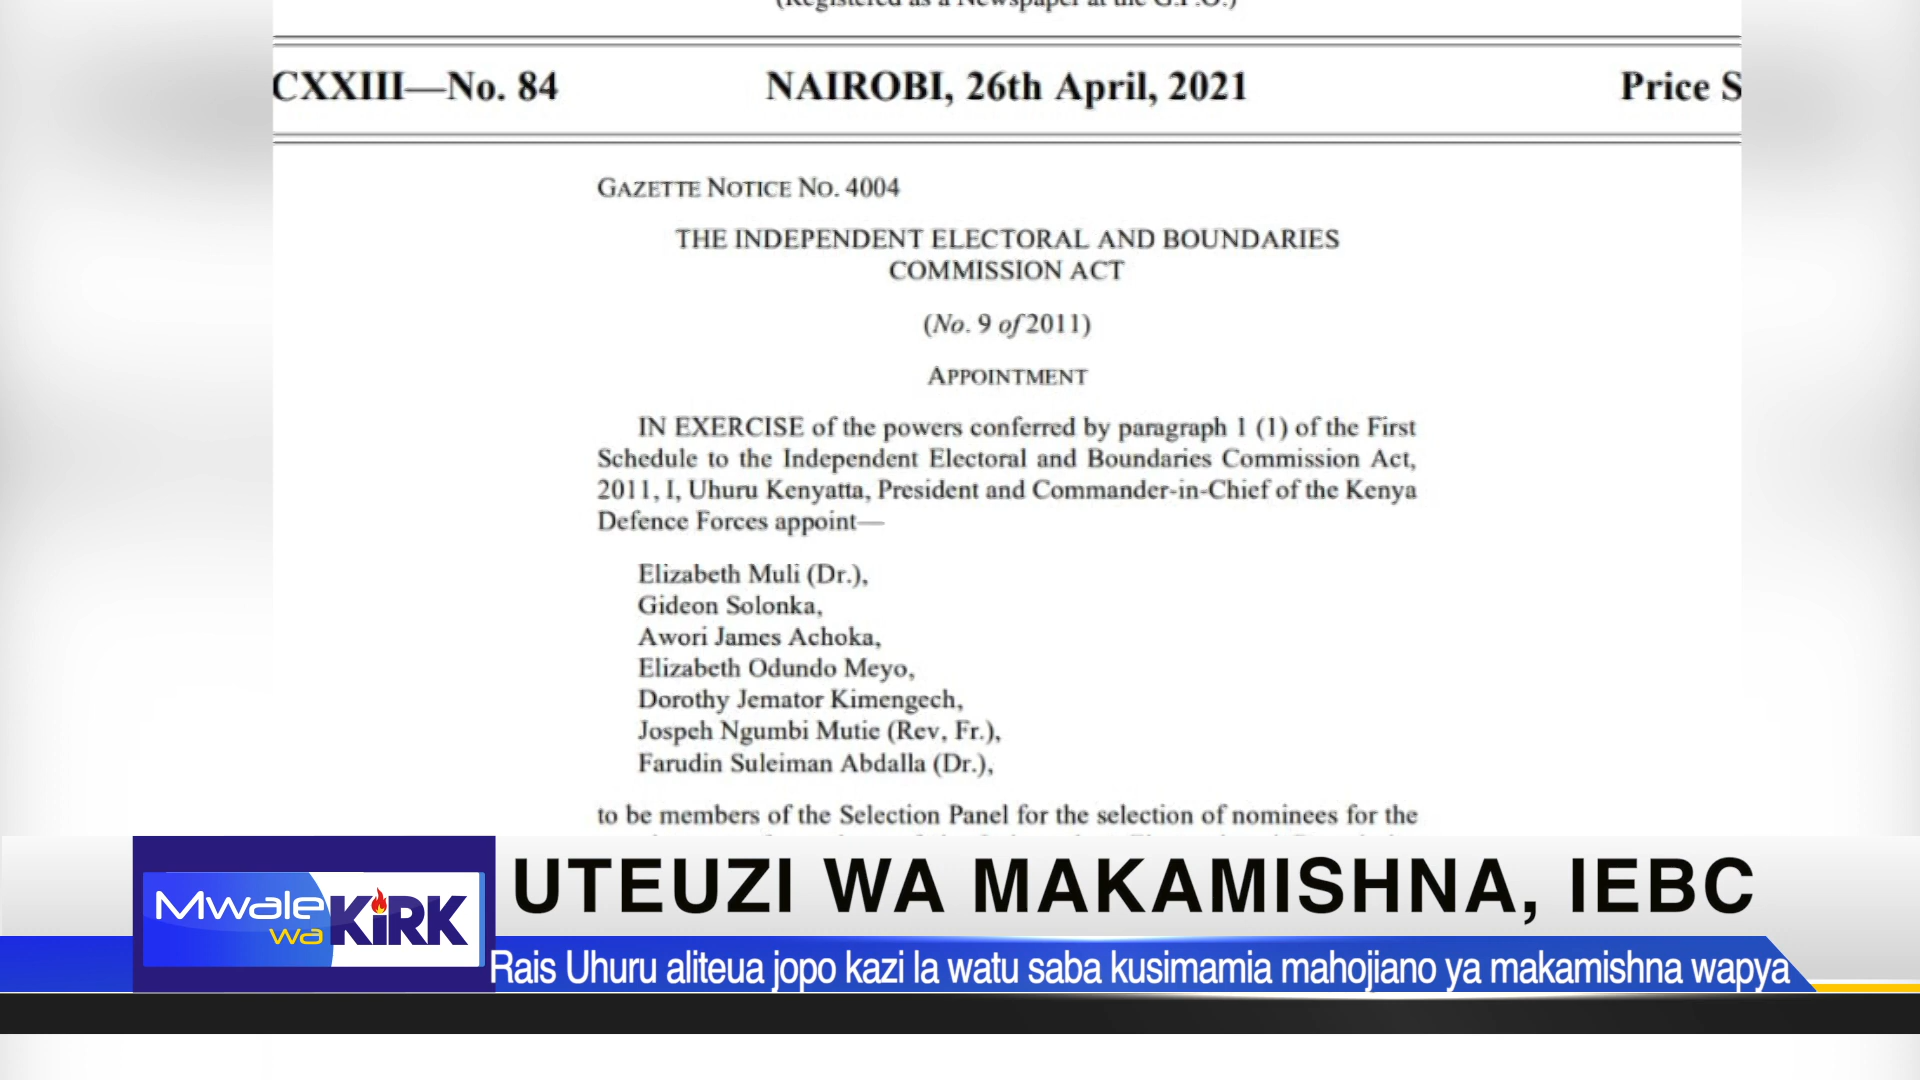 (Registered as a Newspaper at the G.P.O.)
CXXIII—No. 84 NAIROBI, 26th April, 2021 Price S
GAZETTE NOTICE NO. 4004
THE INDEPENDENT ELECTORAL AND BOUNDARIES
COMMISSION ACT
(No. 9 of 2011)
APPOINTMENT
IN EXERCISE of the powers conferred by paragraph 1 (1) of the First
Schedule to the Independent Electoral and Boundaries Commission Act,
2011, I, Uhuru Kenyatta, President and Commander-in-Chief of the Kenya
Defence Forces appoint—
Elizabeth Muli (Dr.),
Gideon Solonka,
Awori James Achoka,
Elizabeth Odundo Meyo,
Dorothy Jemator Kimengech,
Jospeh Ngumbi Mutie (Rev, Fr.),
Farudin Suleiman Abdalla (Dr.),
to be members of the Selection Panel for the selection of nominees for the
UTEUZI WA MAKAMISHNA, IEBC
Mwale
wa
KiRK
Rais Uhuru aliteua jopo kazi la watu saba kusimamia mahojiano ya makamishna wapya